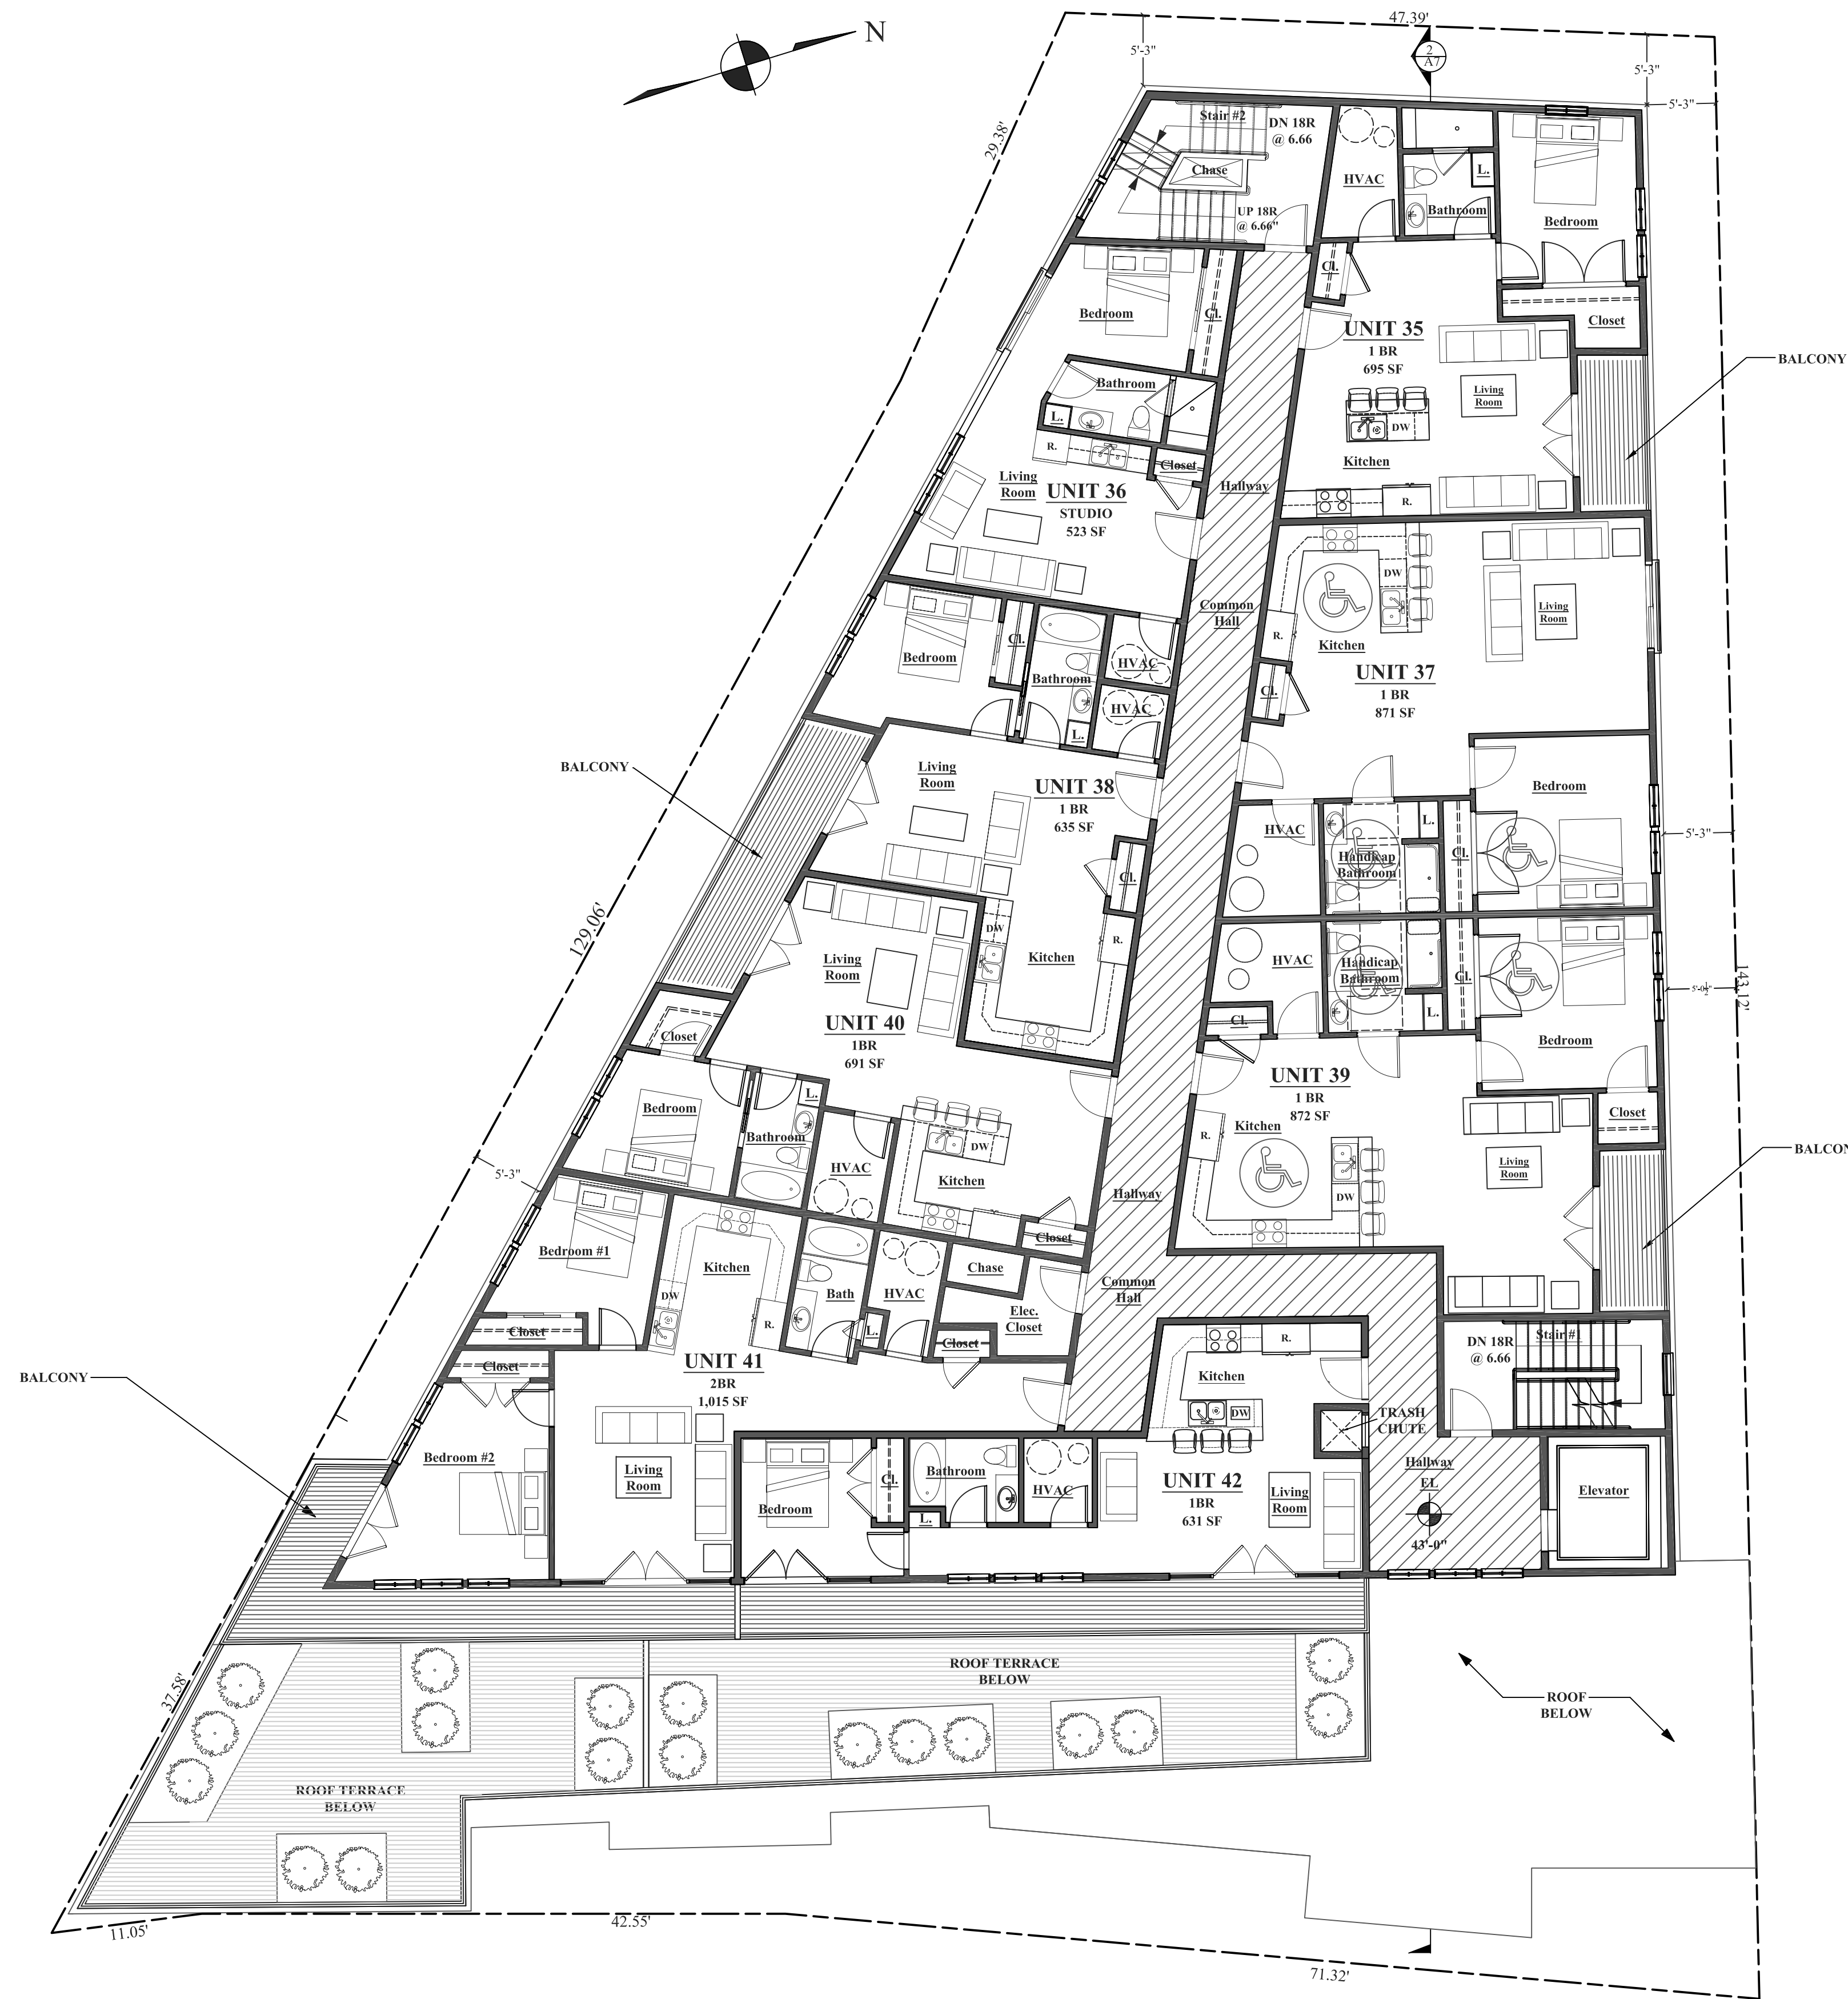 47.39'
N
5'-3"
2
A7
5'-3"
5'-3"
29.38'
Stair #2
DN 18R
@ 6.66
Chase
UP 18R
@ 6.66"
HVAC
L.
Bathroom
Bedroom
Cl.
Closet
UNIT 35
1 BR
695 SF
Living
Room
DW
Kitchen
R.
BALCONY
Bedroom
Cl.
Bathroom
L.
R.
Closet
Living
Room
UNIT 36
STUDIO
523 SF
Hallway
Common
Hall
DW
R.
Kitchen
Living
Room
Cl.
UNIT 37
1 BR
871 SF
Bedroom
HVAC
L.
Handicap
Bathroom
Cl.
5'-3"
Bedroom
Cl.
Bathroom
HVAC
HVAC
L.
BALCONY
Living
Room
UNIT 38
1 BR
635 SF
Cl.
DW
R.
Kitchen
129.06'
143.12'
5'-0½"
HVAC
Handicap
Bathroom
Cl.
L.
Cl.
Bedroom
UNIT 39
1 BR
872 SF
Closet
R.
Kitchen
DW
Living
Room
BALCON
Living
Room
UNIT 40
1BR
691 SF
Closet
L.
Bedroom
Bathroom
HVAC
DW
Kitchen
Closet
5'-3"
Hallway
Common
Hall
Bedroom #1
Kitchen
DW
R.
Bath
L.
HVAC
Chase
Elec.
Closet
Closet
Closet
Closet
UNIT 41
2BR
1,015 SF
BALCONY
Bedroom #2
Living
Room
DN 18R
@ 6.66
Stair #1
R.
Kitchen
DW
TRASH
CHUTE
Bedroom
Cl.
Bathroom
L.
HVAC
UNIT 42
1BR
631 SF
Living
Room
Hallway
EL
43'-0"
Elevator
37.58'
ROOF TERRACE
BELOW
ROOF
BELOW
ROOF TERRACE
BELOW
11.05'
42.55'
71.32'